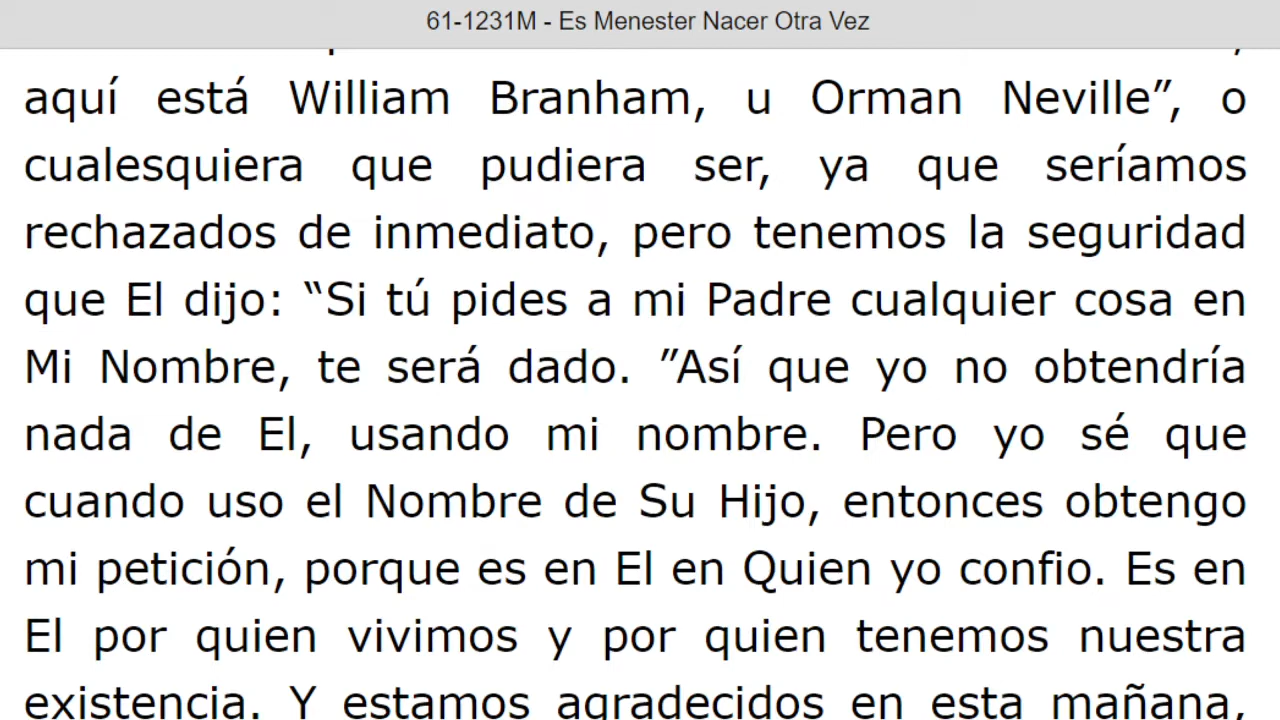 61-1231M - Es Menester Nacer Otra Vez
aquí está William Branham, u Orman Neville”, o
cualesquiera que pudiera ser, ya que seríamos
rechazados de inmediato, pero tenemos la seguridad
que El dijo: “Si tú pides a mi Padre cualquier cosa en
Mi Nombre, te será dado. ”Así que yo no obtendría
nada de El, usando mi nombre. Pero yo sé que
cuando uso el Nombre de Su Hijo, entonces obtengo
mi petición, porque es en El en Quien yo confio. Es en
El por quien vivimos y por quien tenemos nuestra
existencia. Y estamos agradecidos en esta mañana,